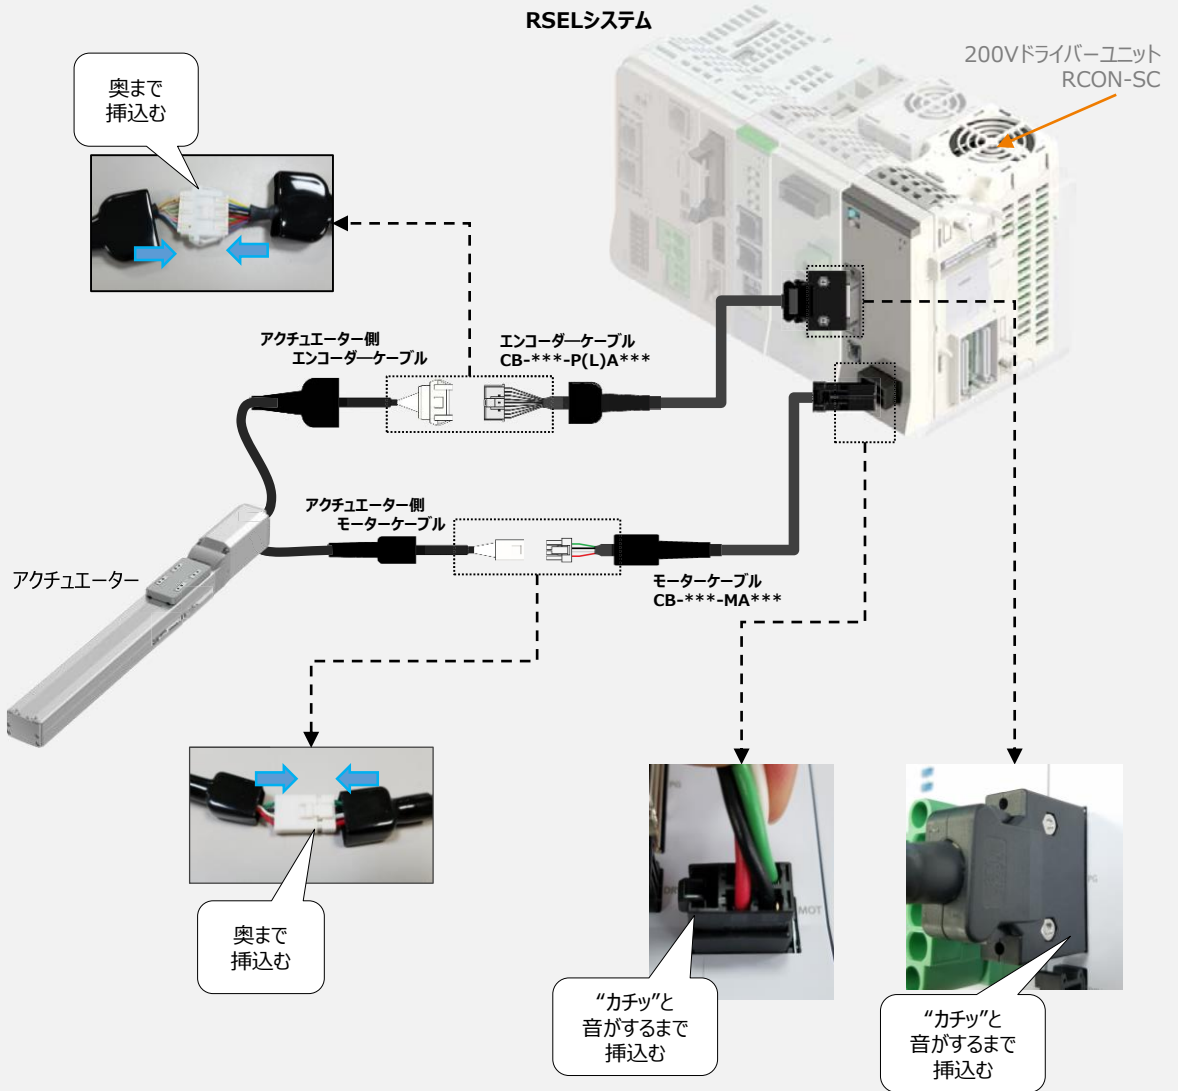 RSELシステム
200Vドライバーユニット
RCON-SC
奥まで
挿込む
アクチュエーター側
エンコーダ―ケーブル
エンコーダ―ケーブル
CB-***-P(L)A***
アクチュエーター側
モーターケーブル
モーターケーブル
CB-***-MA***
アクチュエーター
奥まで
挿込む
MOT
“カチッ”と
音がするまで
挿込む
PG
“カチッ”と
音がするまで
挿込む